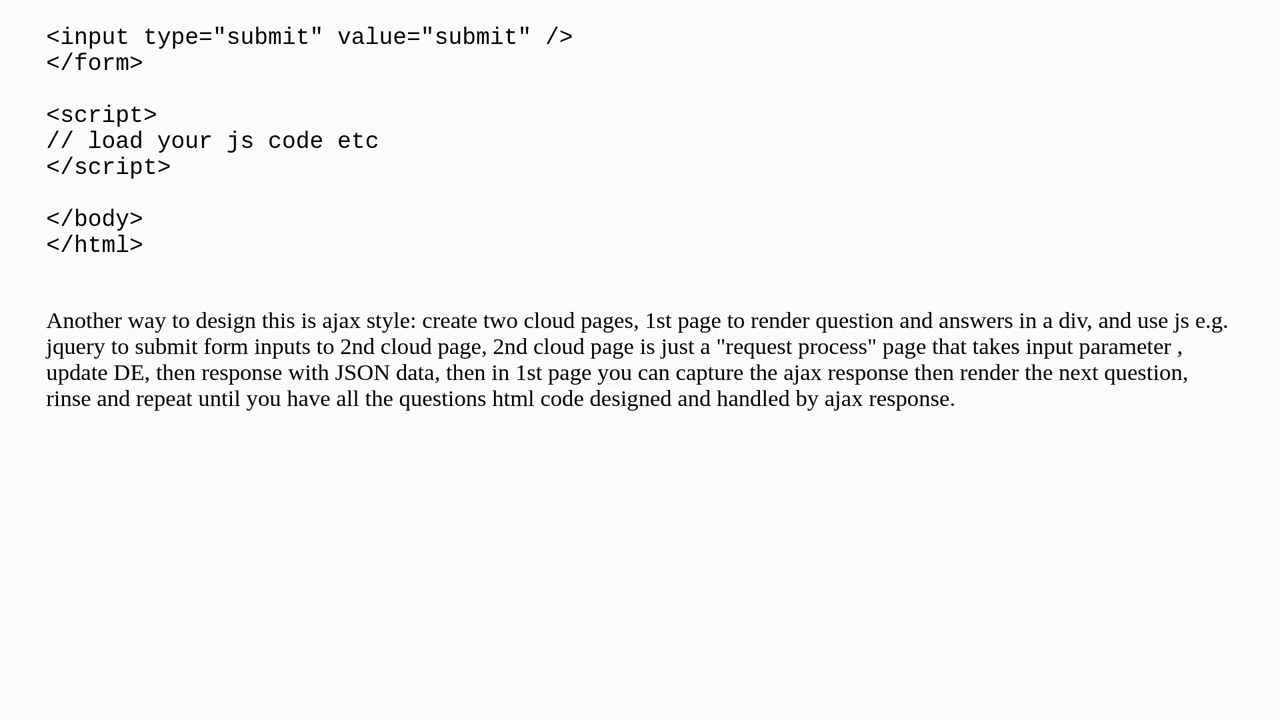 <input type="submit" value="submit" />
</form>
<script>
// load your js code etc
</script>
</body>
</html>
Another way to design this is ajax style: create two cloud pages, 1st page to render question and answers in a div, and use js e.g.
jquery to submit form inputs to 2nd cloud page, 2nd cloud page is just a "request process" page that takes input parameter ,
update DE, then response with JSON data, then in 1st page you can capture the ajax response then render the next question,
rinse and repeat until you have all the questions html code designed and handled by ajax response.